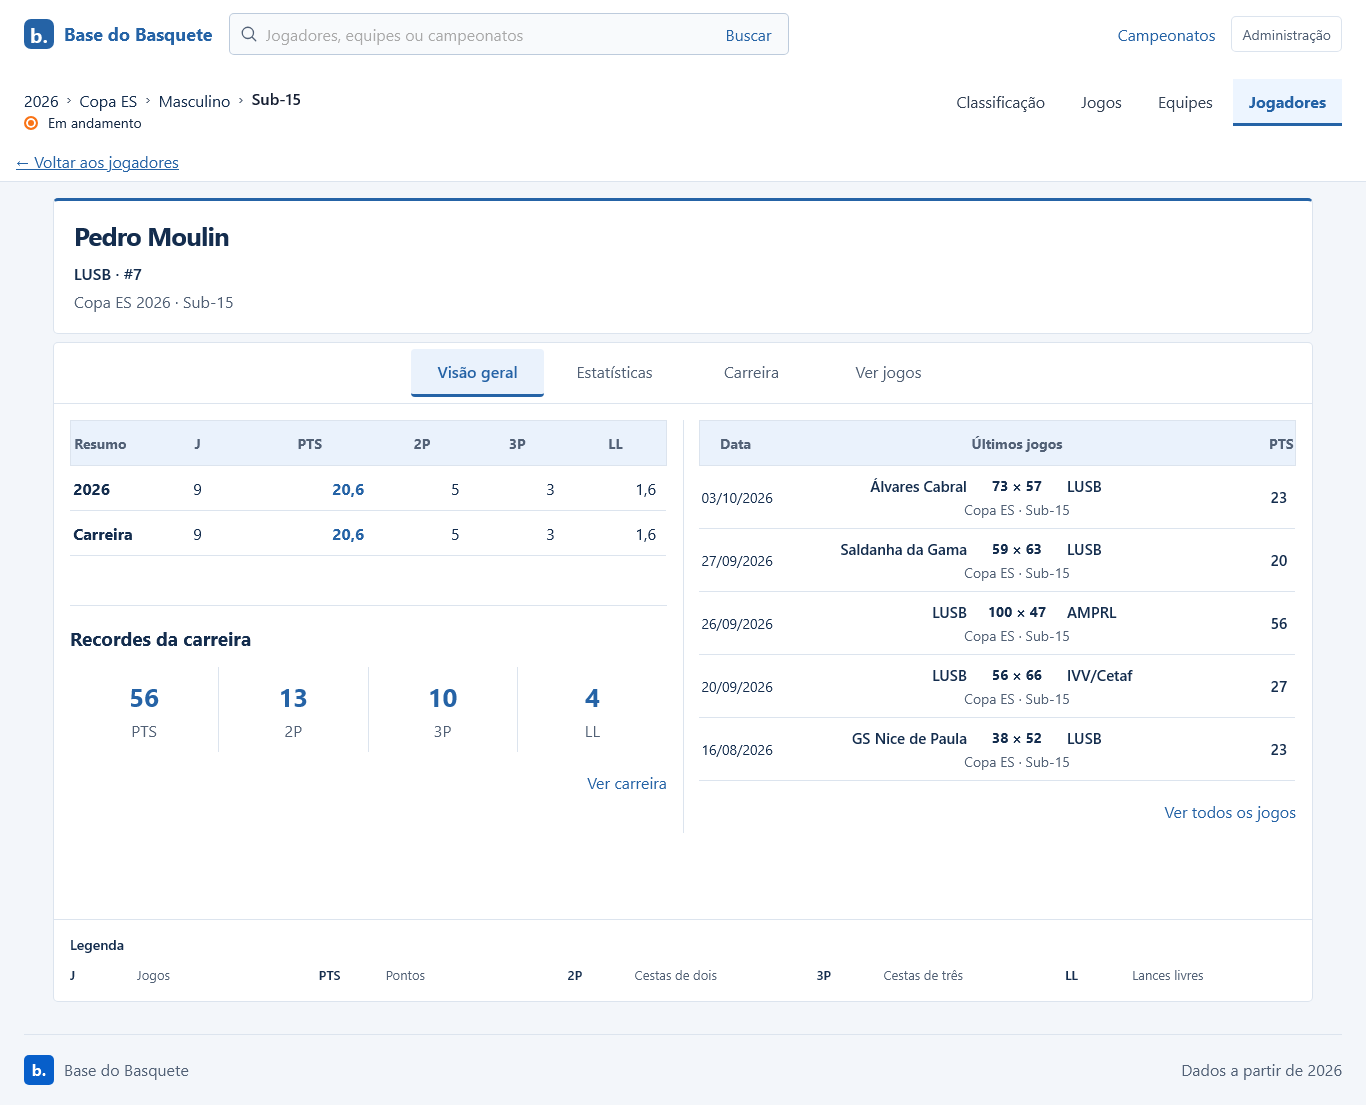 b. Base do Basquete
Jogadores, equipes ou campeonatos
Buscar
Campeonatos
Administração
2026 › Copa ES › Masculino › Sub-15
Em andamento
Classificação
Jogos
Equipes
Jogadores
← Voltar aos jogadores
Pedro Moulin
LUSB · #7
Copa ES 2026 · Sub-15
Visão geral
Estatísticas
Carreira
Ver jogos
Resumo J PTS 2P 3P LL
2026 9 20,6 5 3 1,6
Carreira 9 20,6 5 3 1,6
Recordes da carreira
56 13 10 4
PTS 2P 3P LL
Ver carreira
Data Últimos jogos PTS
03/10/2026 Álvares Cabral 73 × 57 LUSB 23
Copa ES · Sub-15
27/09/2026 Saldanha da Gama 59 × 63 LUSB 20
Copa ES · Sub-15
26/09/2026 LUSB 100 × 47 AMPRL 56
Copa ES · Sub-15
20/09/2026 LUSB 56 × 66 IVV/Cetaf 27
Copa ES · Sub-15
16/08/2026 GS Nice de Paula 38 × 52 LUSB 23
Copa ES · Sub-15
Ver todos os jogos
Legenda
J Jogos PTS Pontos 2P Cestas de dois 3P Cestas de três LL Lances livres
b. Base do Basquete
Dados a partir de 2026